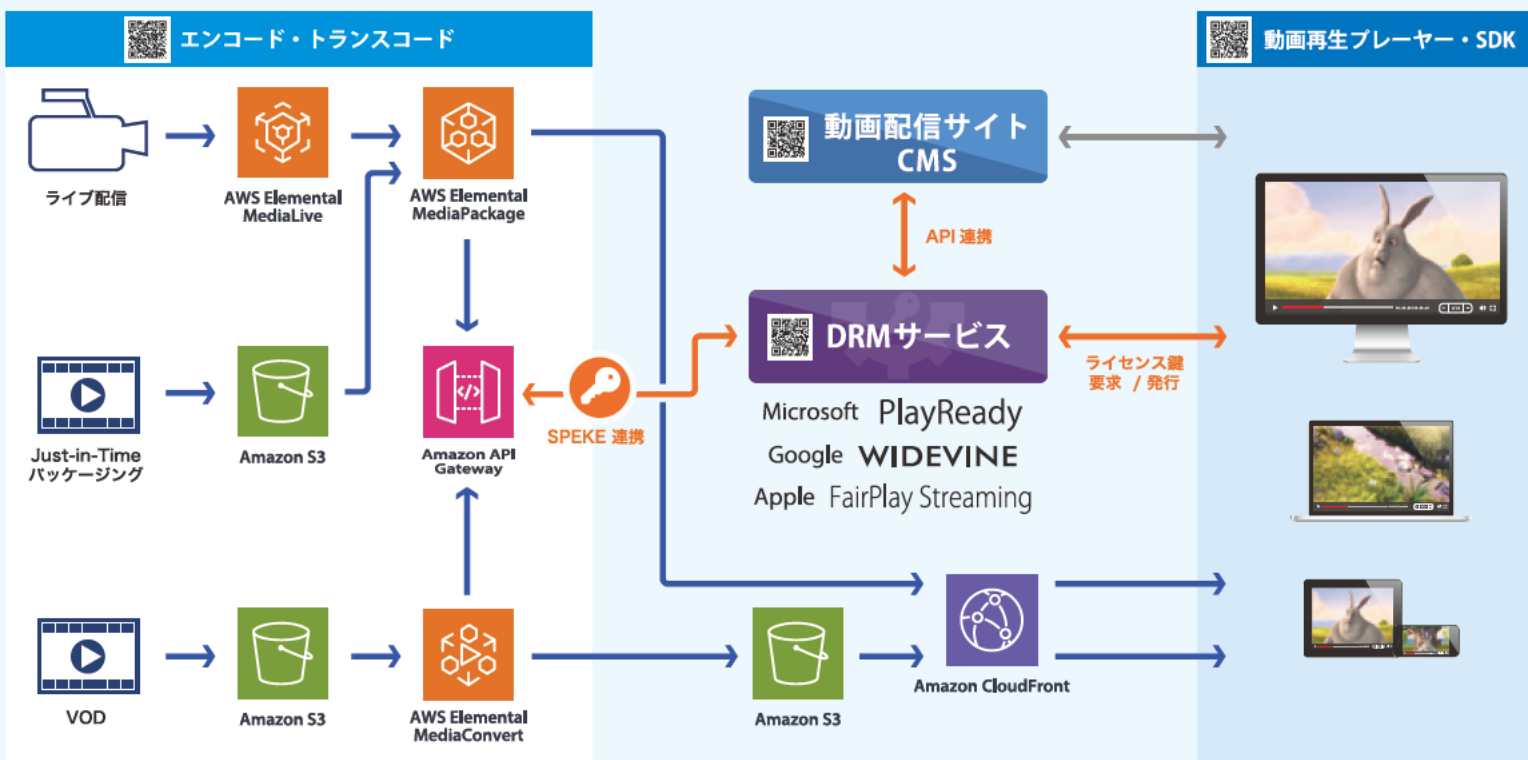 エンコード・トランスコード
動画再生プレーヤー・SDK
ライブ配信
AWS Elemental
MediaLive
AWS Elemental
MediaPackage
動画配信サイト
CMS
API 連携
DRMサービス
ライセンス鍵
要求 / 発行
Microsoft PlayReady
Google WIDEVINE
Apple FairPlay Streaming
Just-in-Time
パッケージング
Amazon S3
Amazon API
Gateway
SPEKE 連携
VOD
Amazon S3
AWS Elemental
MediaConvert
Amazon S3
Amazon CloudFront